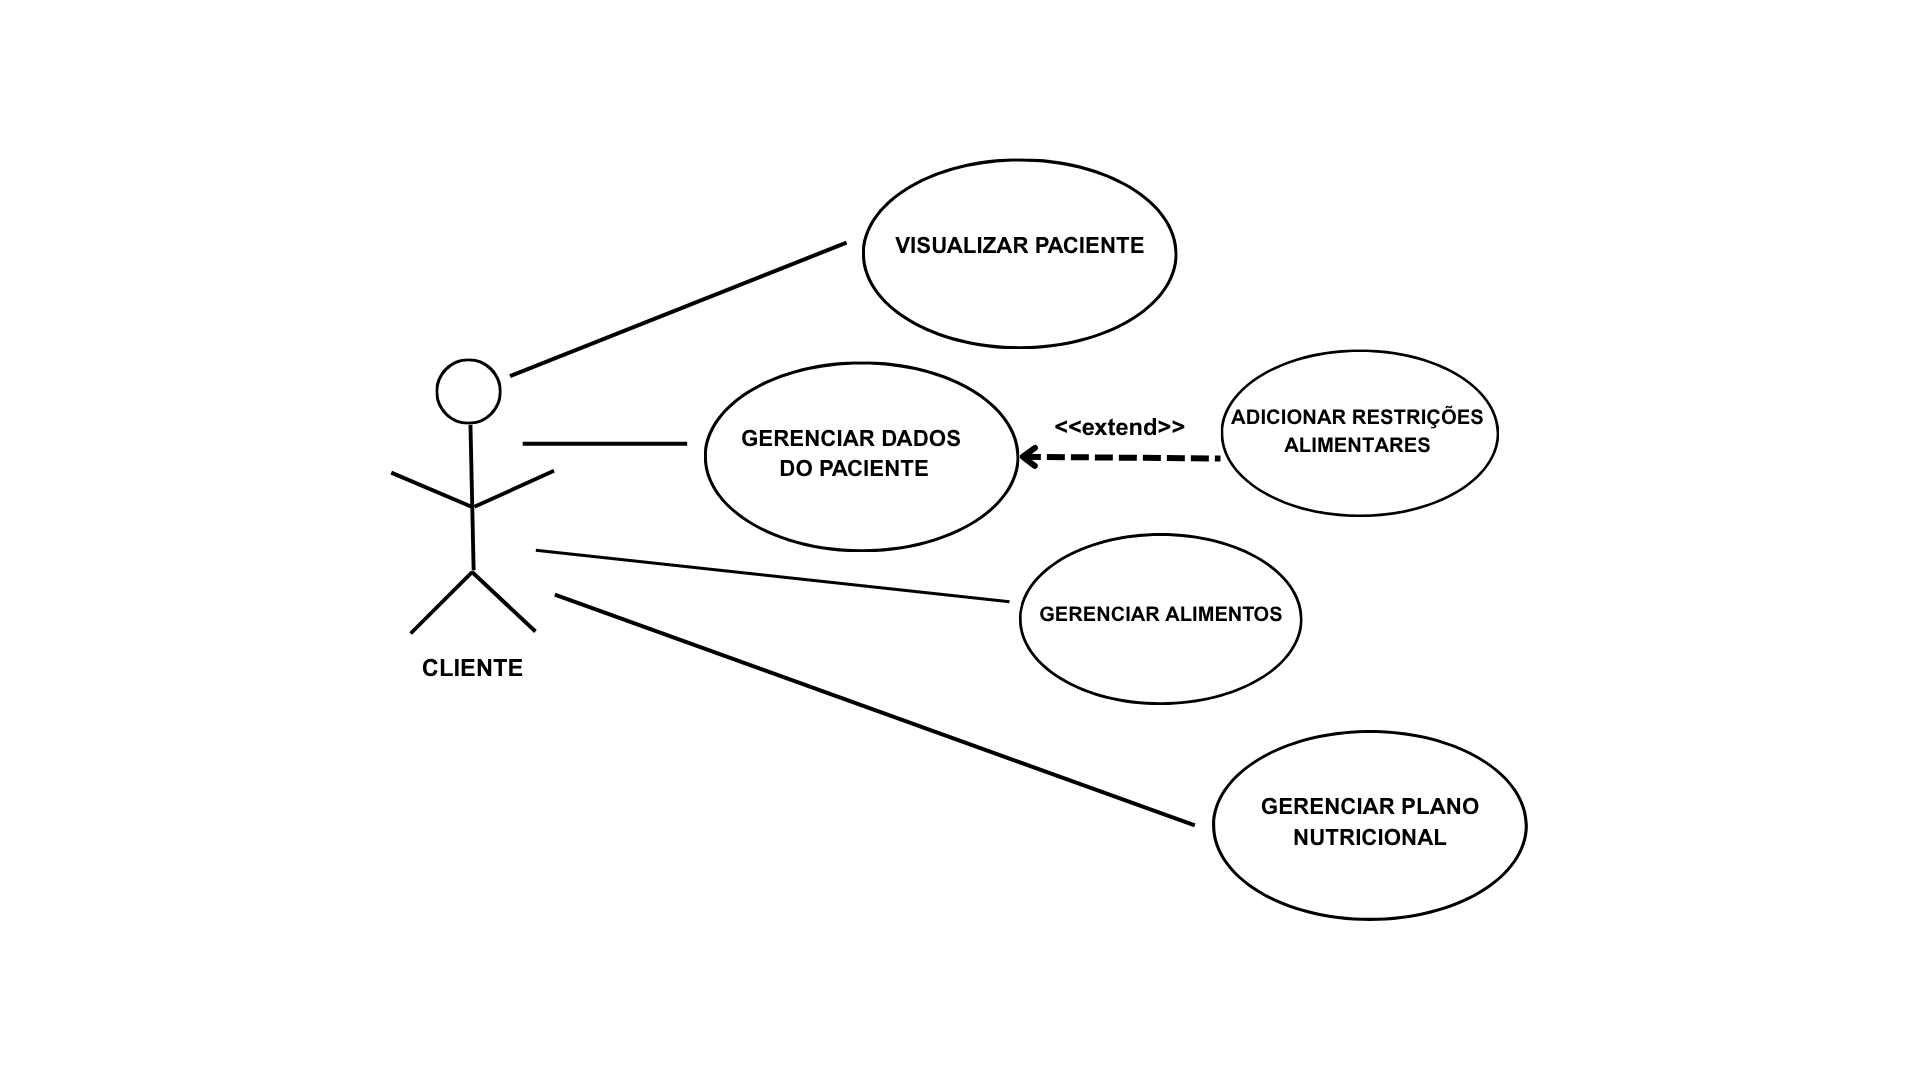 VISUALIZAR PACIENTE
GERENCIAR DADOS
DO PACIENTE
<<extend>>
ADICIONAR RESTRIÇÕES
ALIMENTARES
GERENCIAR ALIMENTOS
CLIENTE
GERENCIAR PLANO
NUTRICIONAL